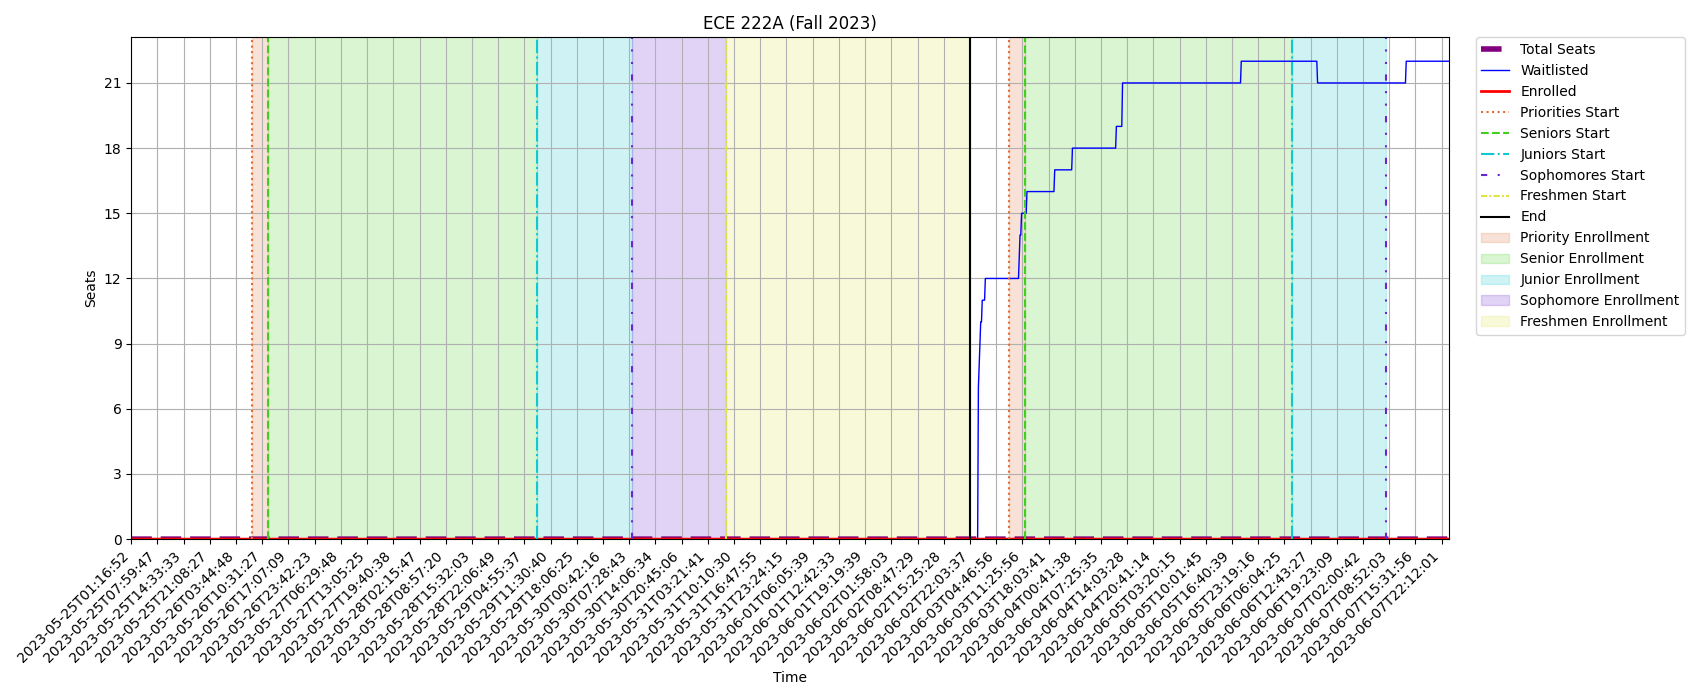 ECE 222A (Fall 2023)
Seats
21
18
15
12
9
6
3
0
2023-05-25T01:16:52
2023-05-25T07:59:47
2023-05-25T14:33:33
2023-05-25T21:08:27
2023-05-26T03:44:48
2023-05-26T10:31:27
2023-05-26T17:07:09
2023-05-26T23:42:23
2023-05-27T06:29:48
2023-05-27T13:05:25
2023-05-27T19:40:38
2023-05-28T02:15:47
2023-05-28T08:57:20
2023-05-28T15:32:03
2023-05-28T22:06:49
2023-05-29T04:55:37
2023-05-29T11:30:40
2023-05-29T18:06:25
2023-05-30T00:42:16
2023-05-30T07:28:43
2023-05-30T14:06:34
2023-05-30T20:45:06
2023-05-31T03:21:41
2023-05-31T10:10:30
2023-05-31T16:47:55
2023-05-31T23:24:15
2023-06-01T06:05:39
2023-06-01T12:42:33
2023-06-01T19:19:39
2023-06-02T01:58:03
2023-06-02T08:47:29
2023-06-02T15:25:28
2023-06-02T22:03:37
2023-06-03T04:46:56
2023-06-03T11:25:56
2023-06-03T18:03:41
2023-06-04T00:41:38
2023-06-04T07:25:35
2023-06-04T14:03:28
2023-06-04T20:41:14
2023-06-05T03:20:15
2023-06-05T10:01:45
2023-06-05T16:40:39
2023-06-05T23:19:16
2023-06-06T06:04:25
2023-06-06T12:43:27
2023-06-06T19:23:09
2023-06-07T02:00:42
2023-06-07T08:52:03
2023-06-07T15:31:56
2023-06-07T22:12:01
Time
Total Seats
Waitlisted
Enrolled
Priorities Start
Seniors Start
Juniors Start
Sophomores Start
Freshmen Start
End
Priority Enrollment
Senior Enrollment
Junior Enrollment
Sophomore Enrollment
Freshmen Enrollment